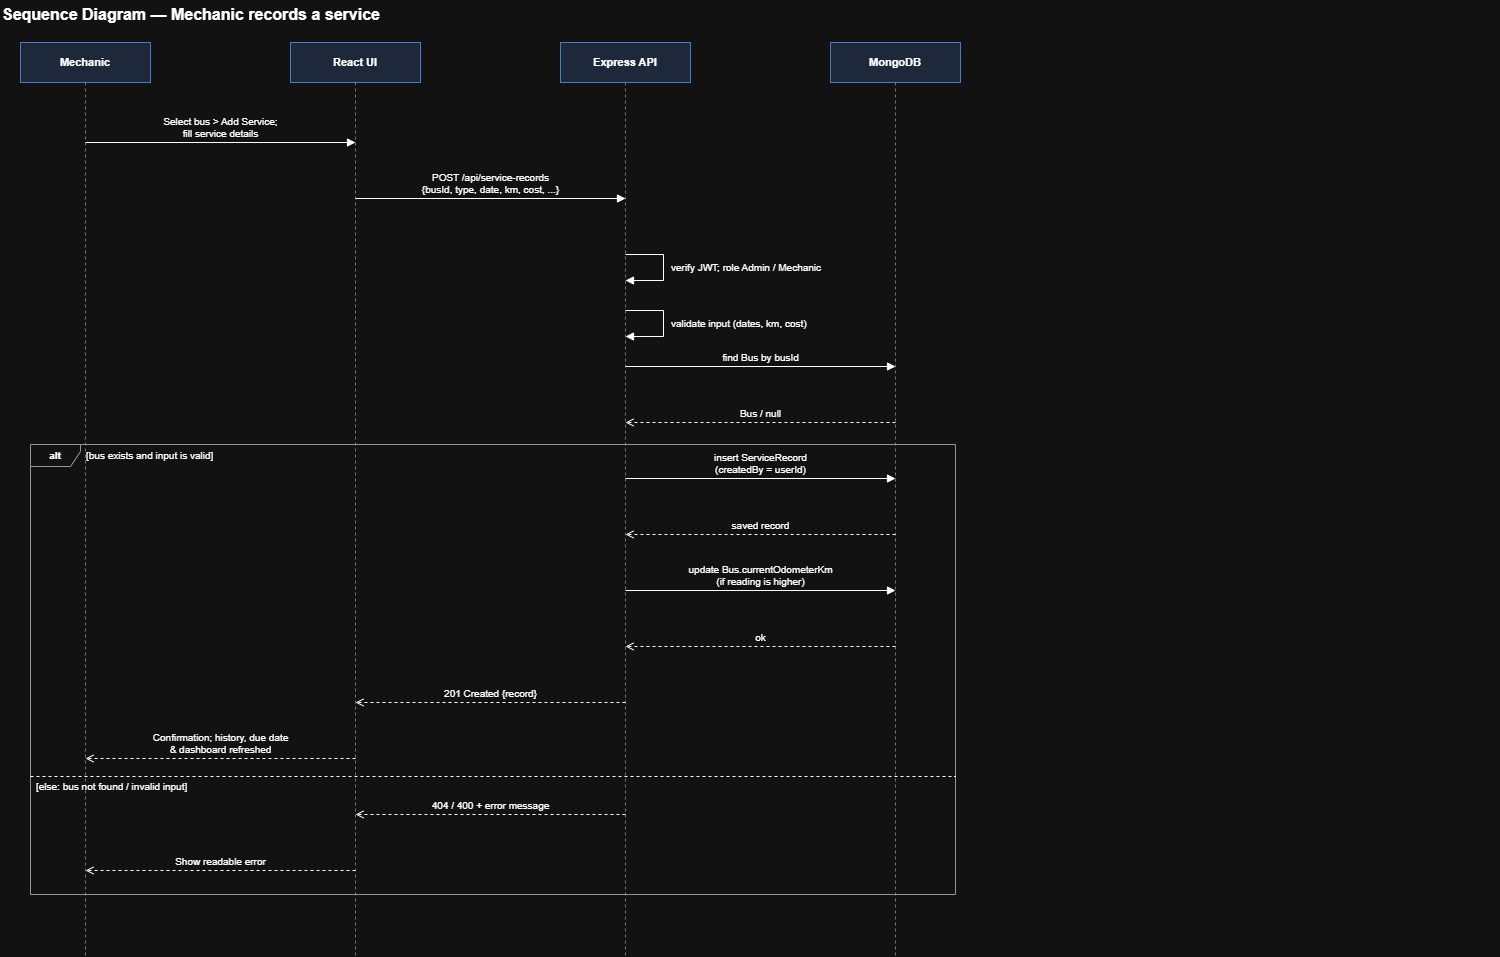 Sequence Diagram — Mechanic records a service
Mechanic
React UI
Express API
MongoDB
Select bus > Add Service;
fill service details
POST /api/service-records
{busId, type, date, km, cost, ...}
verify JWT; role Admin / Mechanic
validate input (dates, km, cost)
find Bus by busId
Bus / null
alt
[bus exists and input is valid]
insert ServiceRecord
(createdBy = userId)
saved record
update Bus.currentOdometerKm
(if reading is higher)
ok
201 Created {record}
Confirmation; history, due date
& dashboard refreshed
[else: bus not found / invalid input]
404 / 400 + error message
Show readable error